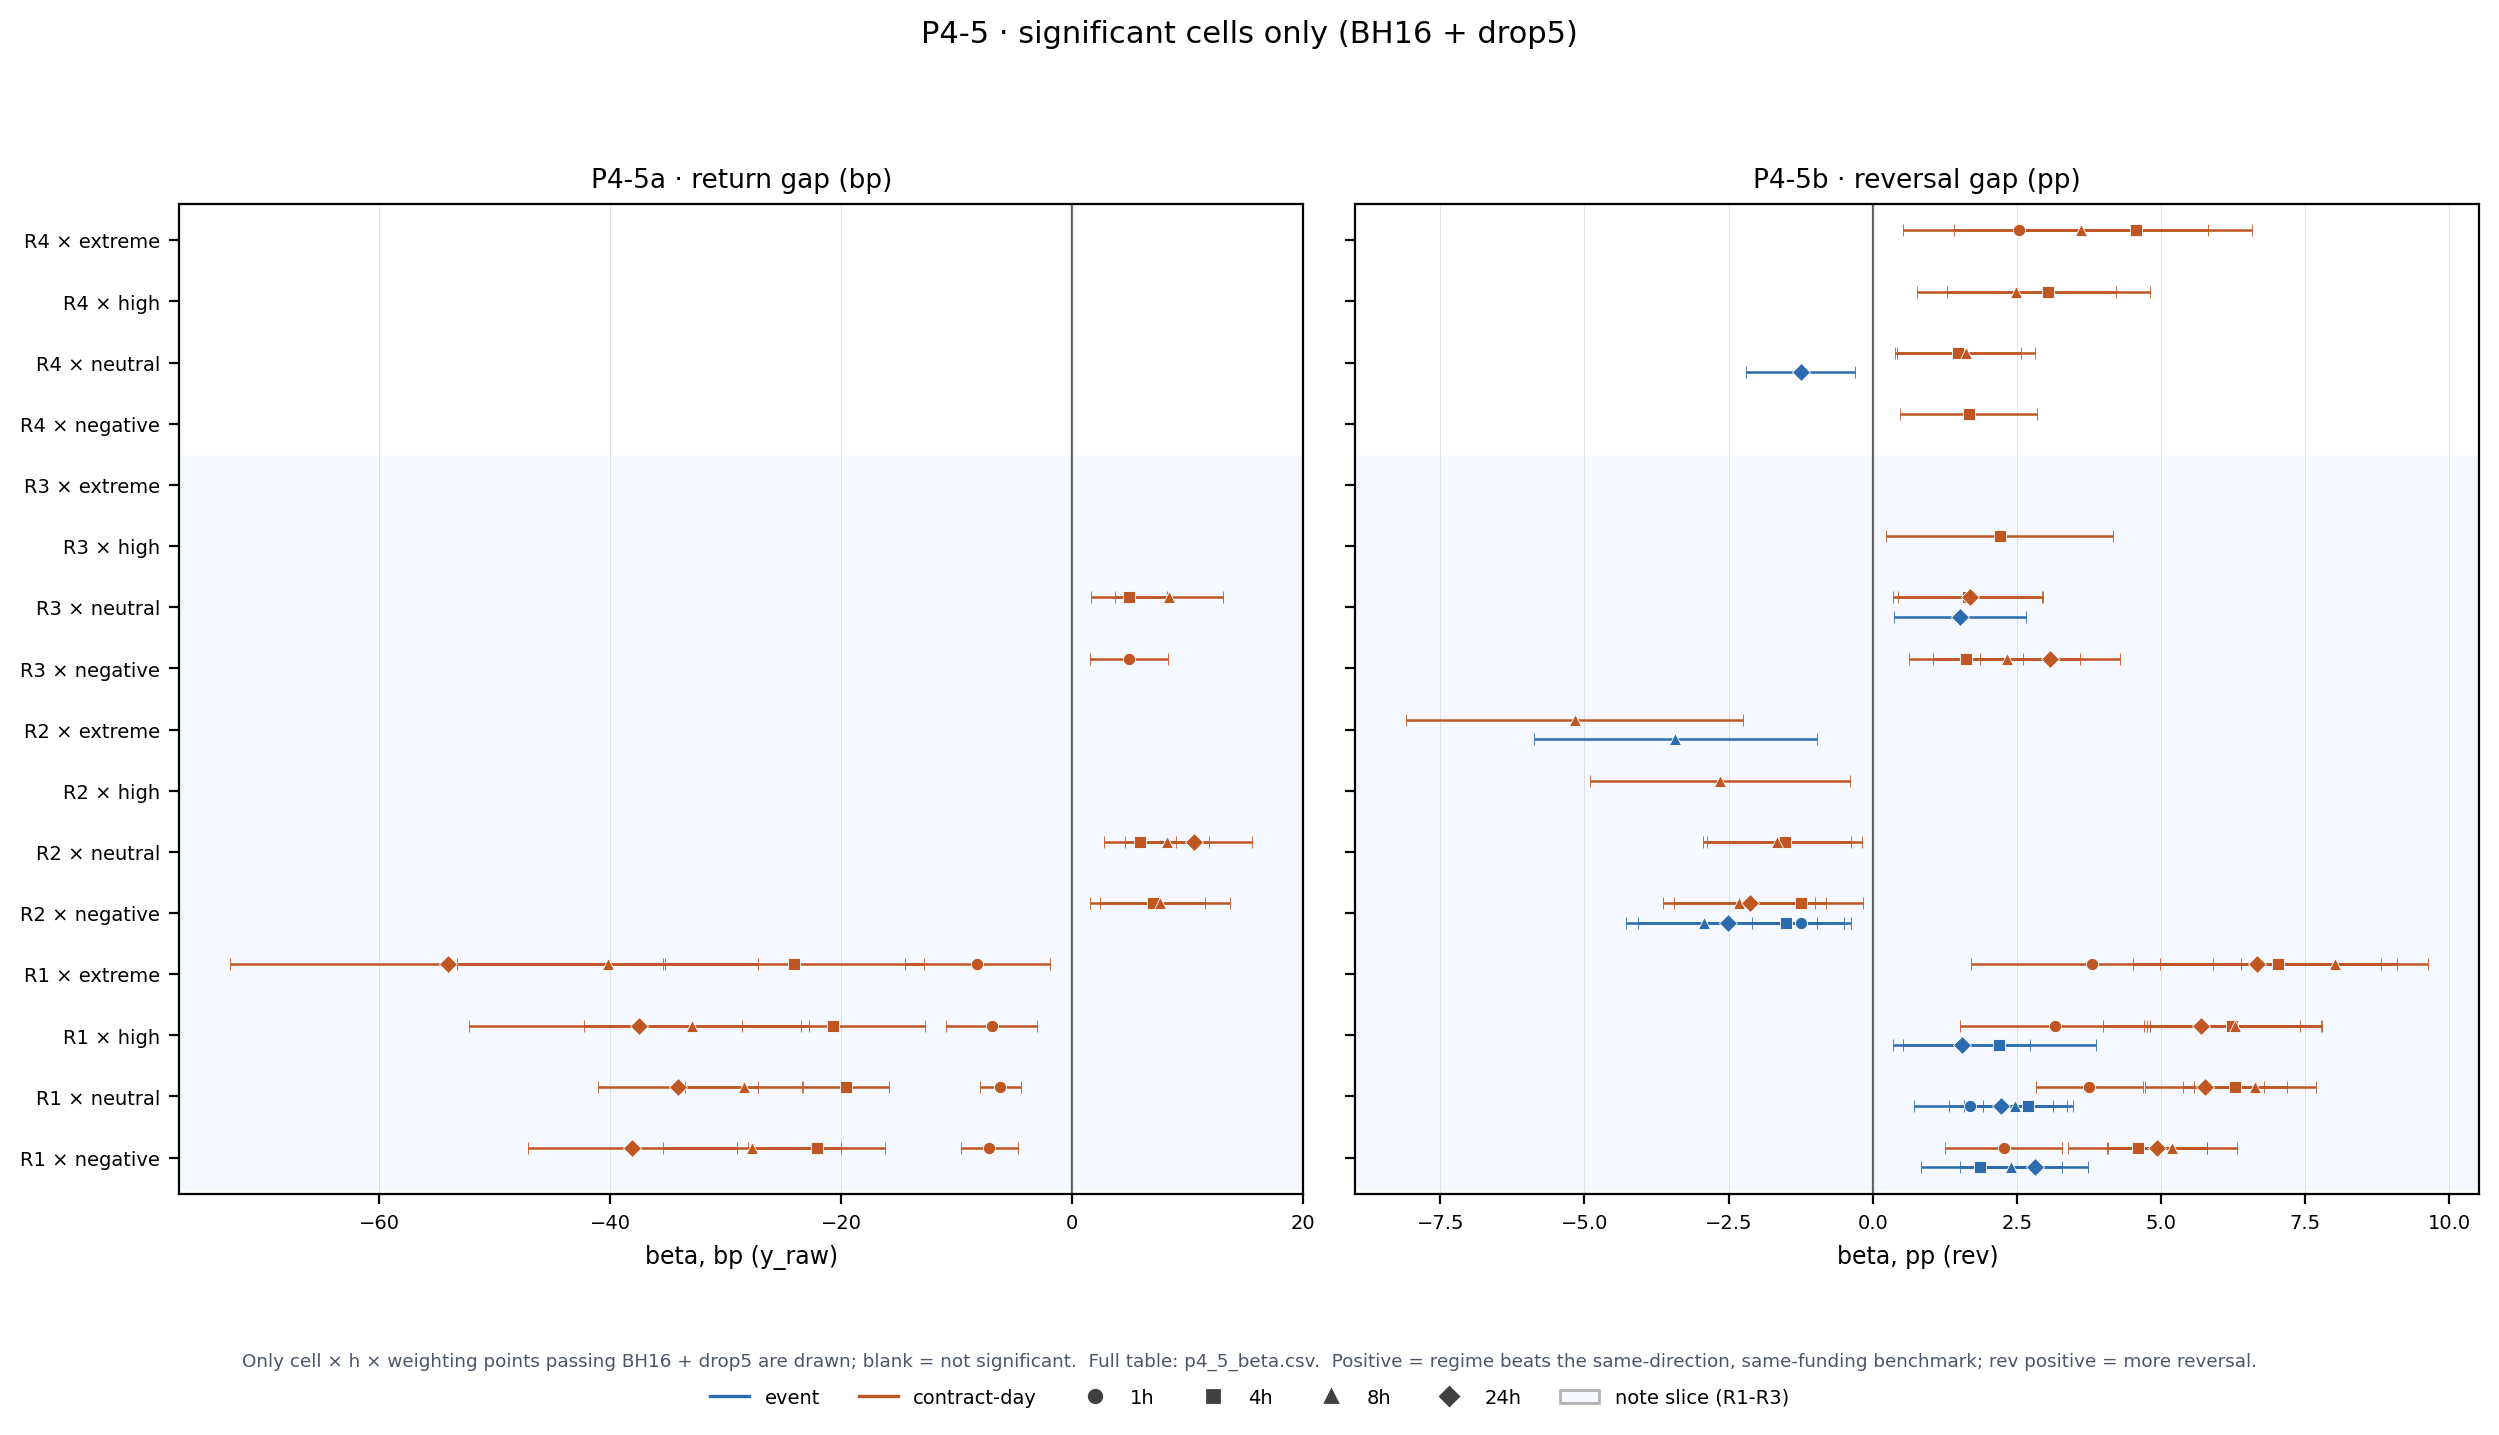 P4-5 · significant cells only (BH16 + drop5)
P4-5a · return gap (bp)
P4-5b · reversal gap (pp)
R4 × extreme
R4 × high
R4 × neutral
R4 × negative
R3 × extreme
R3 × high
R3 × neutral
R3 × negative
R2 × extreme
R2 × high
R2 × neutral
R2 × negative
R1 × extreme
R1 × high
R1 × neutral
R1 × negative
−60 −40 −20 0 20
−7.5 −5.0 −2.5 0.0 2.5 5.0 7.5 10.0
beta, bp (y_raw)
beta, pp (rev)
Only cell × h × weighting points passing BH16 + drop5 are drawn; blank = not significant.  Full table: p4_5_beta.csv.  Positive = regime beats the same-direction, same-funding benchmark; rev positive = more reversal.
event contract-day 1h 4h 8h 24h note slice (R1-R3)